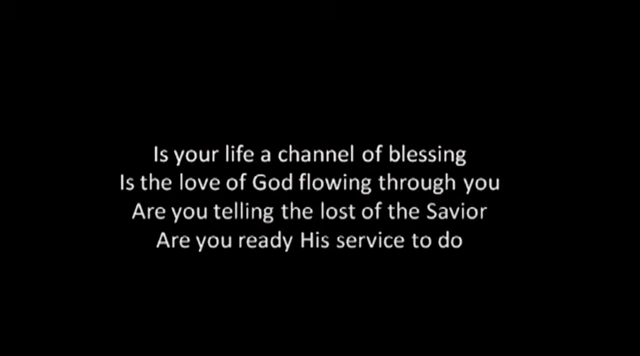 Is your life a channel of blessing
Is the love of God flowing through you
Are you telling the lost of the Savior
Are you ready His service to do